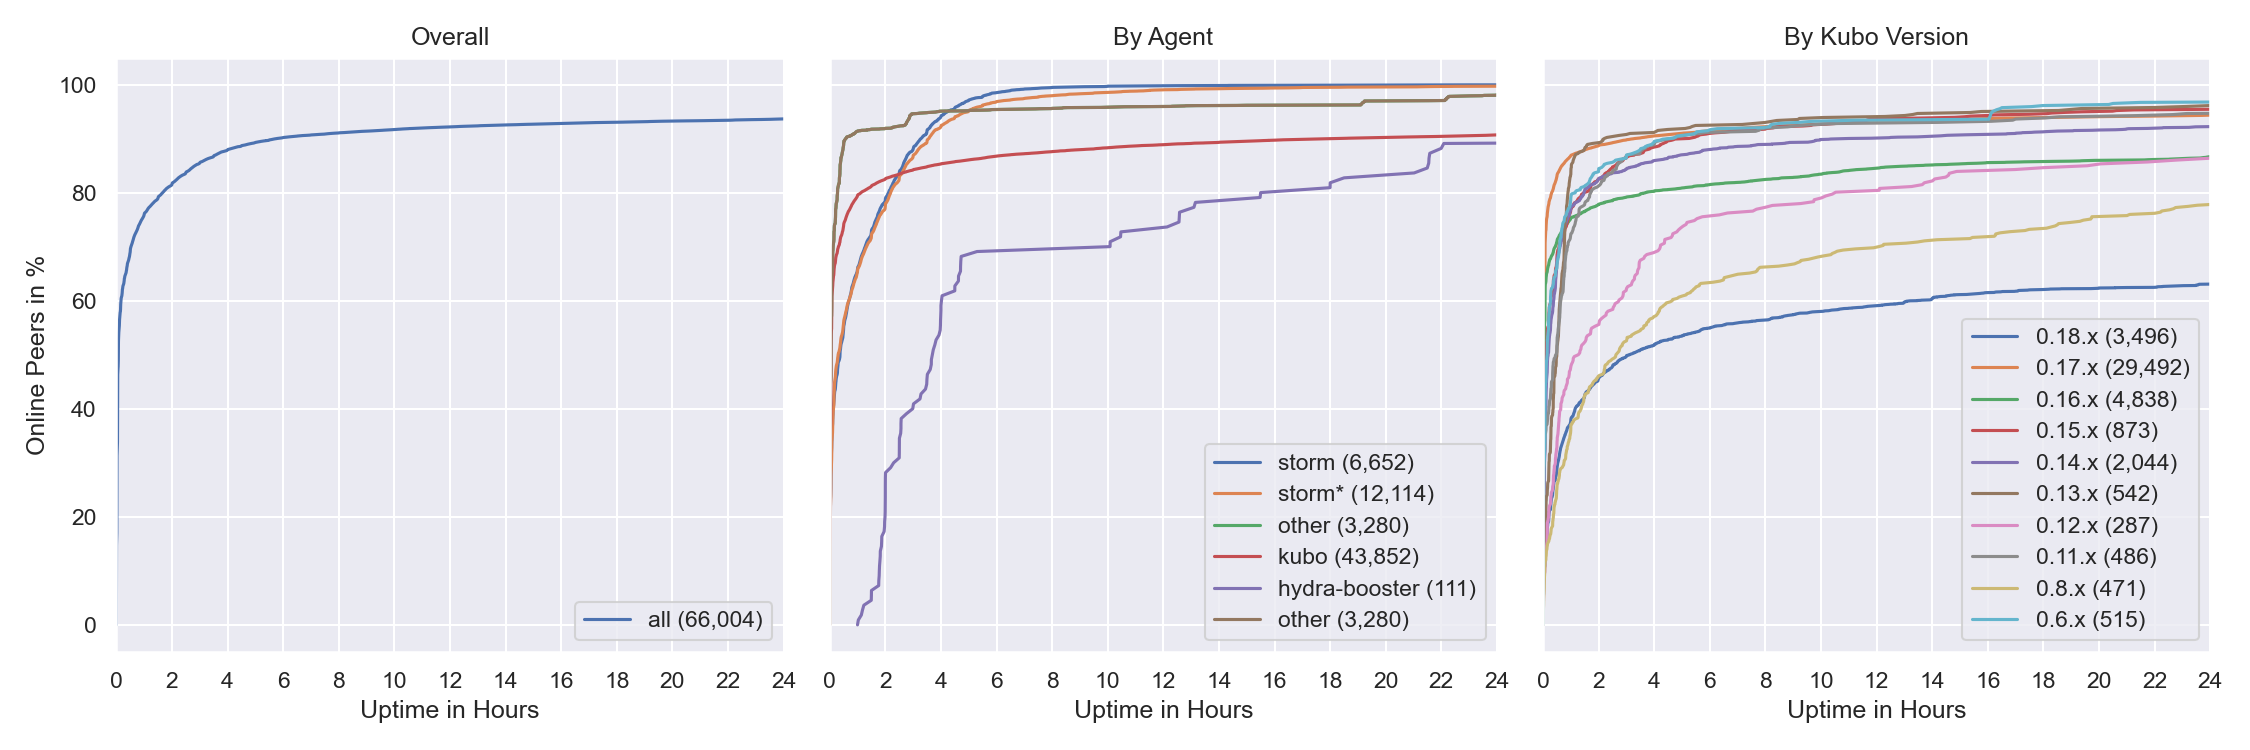 Overall
By Agent
By Kubo Version
Online Peers in %
100
80
60
40
20
0
all (66,004)
storm (6,652)
storm* (12,114)
other (3,280)
kubo (43,852)
hydra-booster (111)
other (3,280)
0.18.x (3,496)
0.17.x (29,492)
0.16.x (4,838)
0.15.x (873)
0.14.x (2,044)
0.13.x (542)
0.12.x (287)
0.11.x (486)
0.8.x (471)
0.6.x (515)
0 2 4 6 8 10 12 14 16 18 20 22 24
0 2 4 6 8 10 12 14 16 18 20 22 24
0 2 4 6 8 10 12 14 16 18 20 22 24
Uptime in Hours
Uptime in Hours
Uptime in Hours